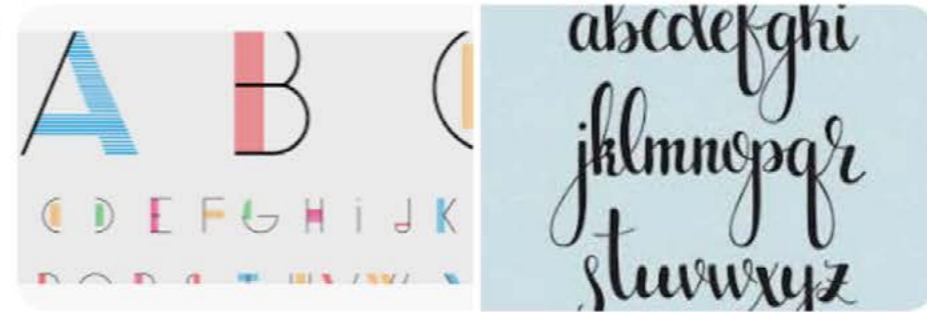 A B C
C D E F G H i J K
abcdefghi
jklmnopqr
stuvwxyz